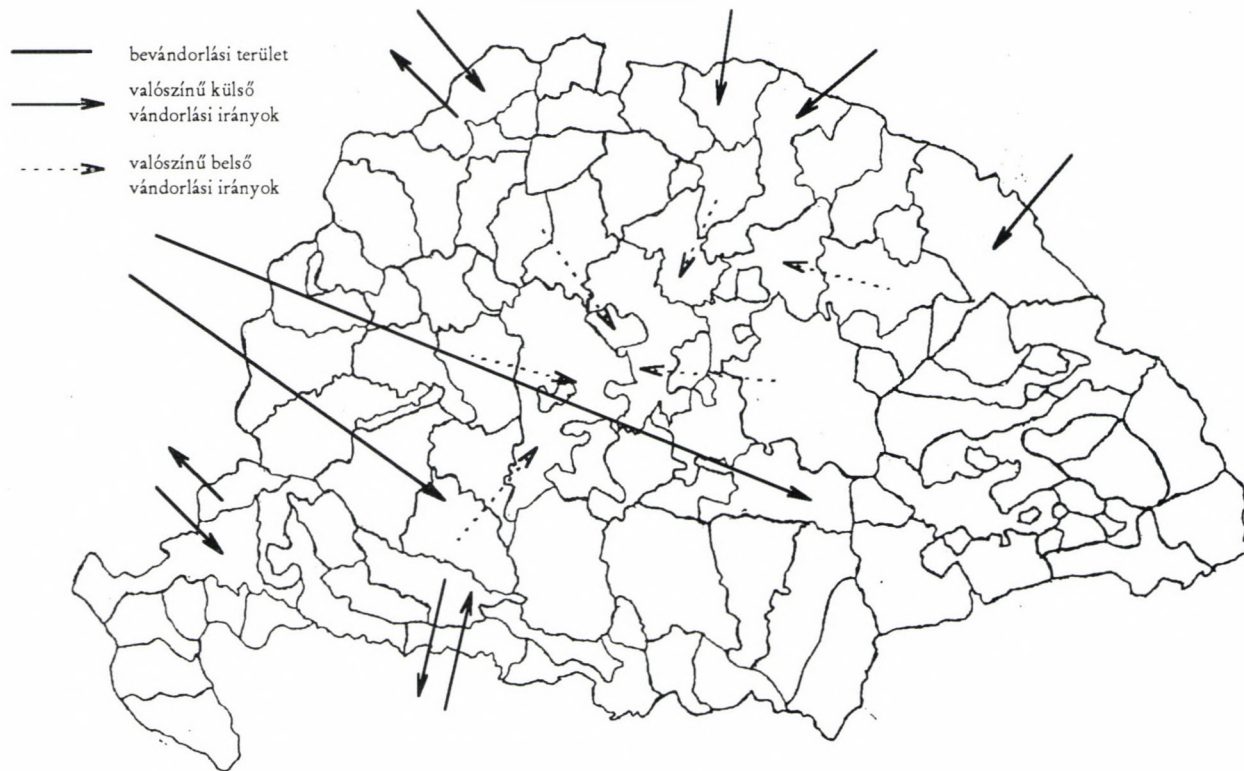 bevándorlási terület
valószínű külső
vándorlási irányok
valószínű belső
vándorlási irányok